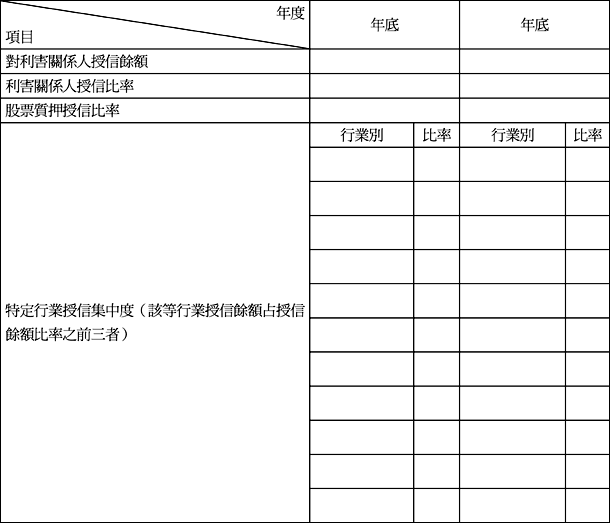 年度
項目
年底 年底
對利害關係人授信餘額
利害關係人授信比率
股票質押授信比率
行業別 比率 行業別 比率
特定行業授信集中度（該等行業授信餘額占授信
餘額比率之前三者）